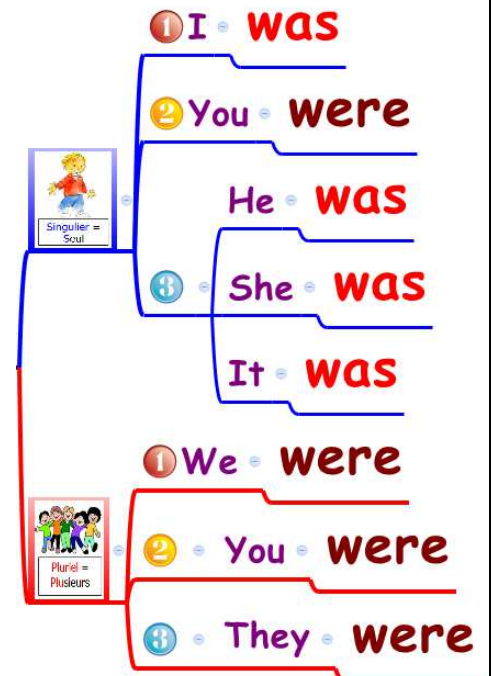 1 I was
2 You were
He was
Singulier =
Seul
3 She was
It was
1 We were
2 You were
Pluriel =
Plusieurs
3 They were